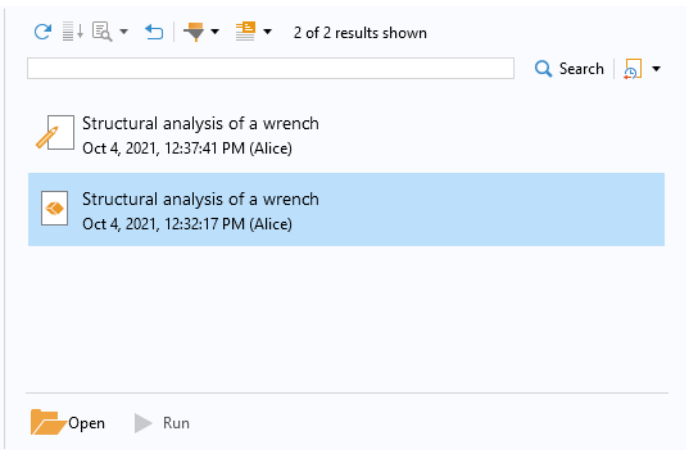 2 of 2 results shown
Search
Structural analysis of a wrench
Oct 4, 2021, 12:37:41 PM (Alice)
Structural analysis of a wrench
Oct 4, 2021, 12:32:17 PM (Alice)
Open Run